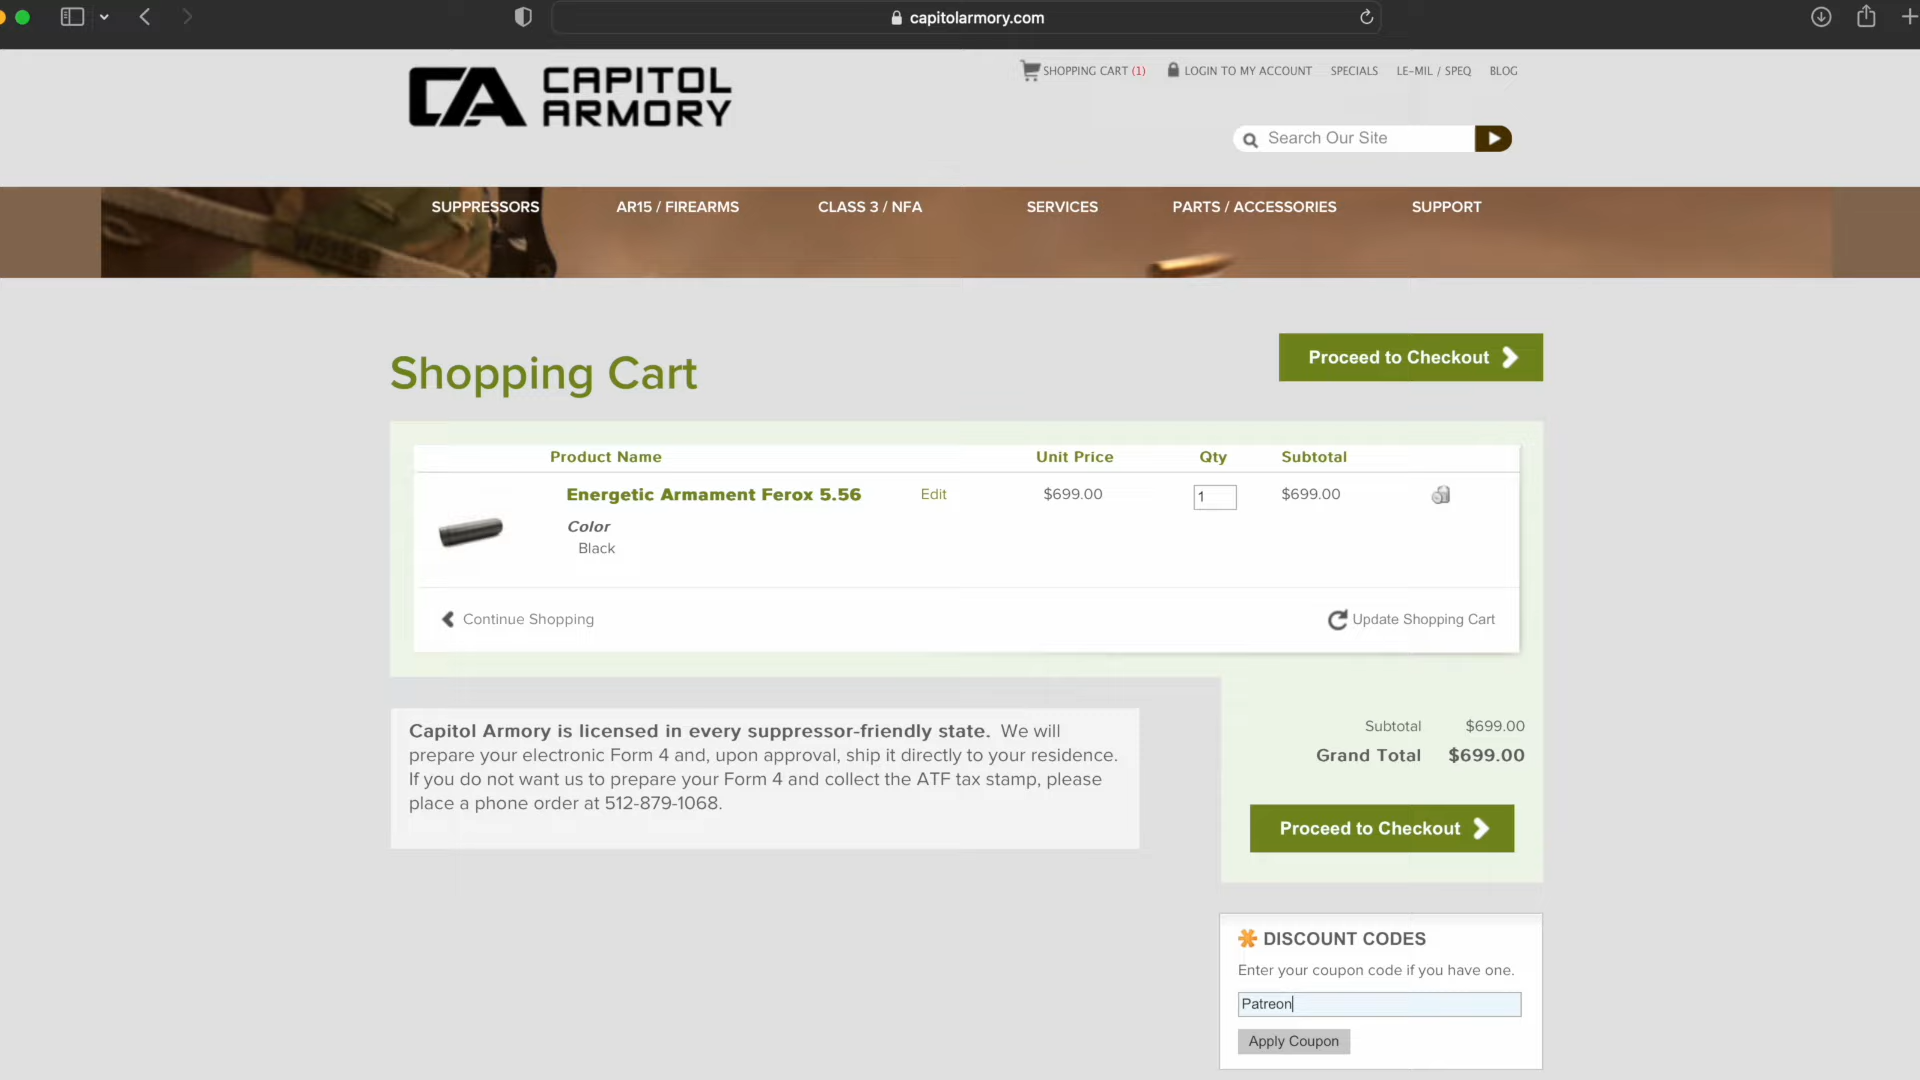 capitolarmory.com
CAPITOL
ARMORY
SHOPPING CART (1) LOGIN TO MY ACCOUNT SPECIALS LE-MIL / SPEQ BLOG
Search Our Site
SUPPRESSORS AR15 / FIREARMS CLASS 3 / NFA SERVICES PARTS / ACCESSORIES SUPPORT
Shopping Cart
Proceed to Checkout
Product Name Unit Price Qty Subtotal
Energetic Armament Ferox 5.56 Edit $699.00 1 $699.00
Color
Black
Continue Shopping Update Shopping Cart
Capitol Armory is licensed in every suppressor-friendly state. We will
prepare your electronic Form 4 and, upon approval, ship it directly to your residence.
If you do not want us to prepare your Form 4 and collect the ATF tax stamp, please
place a phone order at 512-879-1068.
Subtotal $699.00
Grand Total $699.00
Proceed to Checkout
DISCOUNT CODES
Enter your coupon code if you have one.
Patreon
Apply Coupon